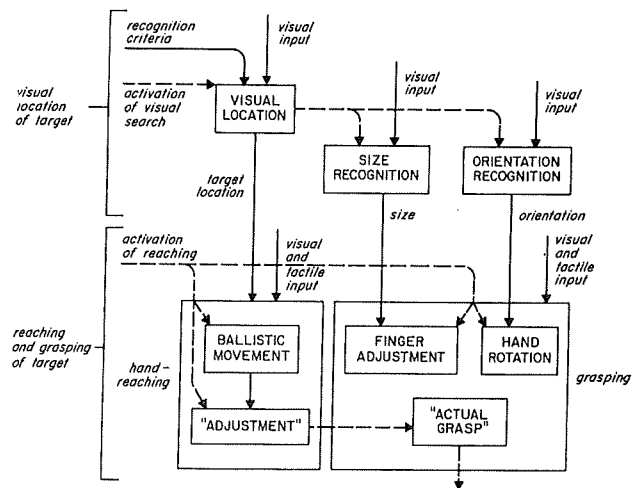 recognition
criteria
visual
input
visual
input
visual
input
activation
of visual
search
visual
location
of target
VISUAL
LOCATION
SIZE
RECOGNITION
ORIENTATION
RECOGNITION
target
location
size
orientation
activation
of reaching
visual
and
tactile
input
visual
and
tactile
input
reaching
and grasping
of target
BALLISTIC
MOVEMENT
FINGER
ADJUSTMENT
HAND
ROTATION
hand-
reaching
grasping
"ADJUSTMENT"
"ACTUAL
GRASP"